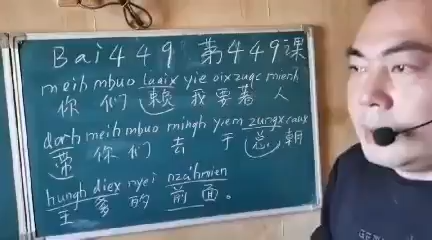 Bai449 第449课
meih mbuo laaix yie oix zuqc mienh
你 们 赖 我 要 着 人
dorh meih mbuo mingh yiem zungx caux
带 你 们 去 于 总 朝
hungh diex nyei nza'hmien
王 爹 的 前 面 。